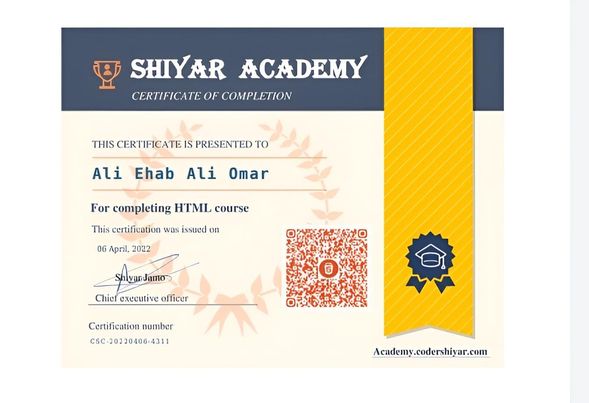 SHIYAR ACADEMY
CERTIFICATE OF COMPLETION
THIS CERTIFICATE IS PRESENTED TO
Ali Ehab Ali Omar
For completing HTML course
This certification was issued on
06 April, 2022
Shiyar Jamo
Chief executive officer
Certification number
CSC-20220406-4311
Academy.codershiyar.com